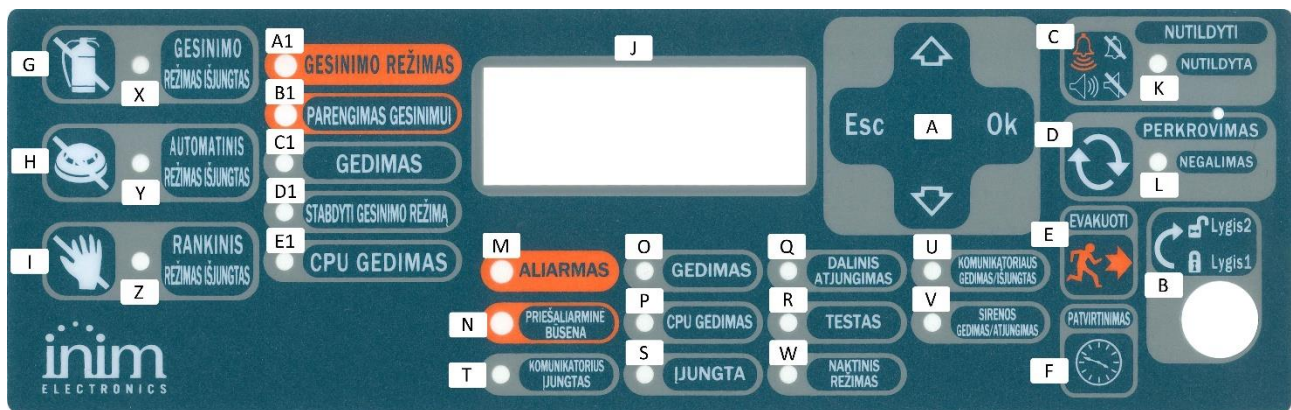 G
X
GESINIMO
REŽIMAS IŠJUNGTAS
H
Y
AUTOMATINIS
REŽIMAS IŠJUNGTAS
I
Z
RANKINIS
REŽIMAS IŠJUNGTAS
inim
ELECTRONICS
A1
GESINIMO REŽIMAS
B1
PARENGIMAS GESINIMUI
C1
GEDIMAS
D1
STABDYTI GESINIMO REŽIMĄ
E1
CPU GEDIMAS
J
M
ALIARMAS
N
PRIEŠALIARMINE
BŪSENA
T
KOMUNIKATORIUS
ĮJUNGTAS
O
GEDIMAS
P
CPU GEDIMAS
S
ĮJUNGTA
Q
DALINIS
ATJUNGIMAS
R
TESTAS
W
NAKTINIS
REŽIMAS
U
KOMUNIKATORIAUS
GEDIMAS/IŠJUNGTAS
V
SIRENOS
GEDIMAS/ATJUNGIMAS
Esc
A
Ok
C
NUTILDYTI
NUTILDYTA
K
D
PERKROVIMAS
NEGALIMAS
L
E
EVAKUOTI
F
PATVIRTINIMAS
B
Lygis2
Lygis1